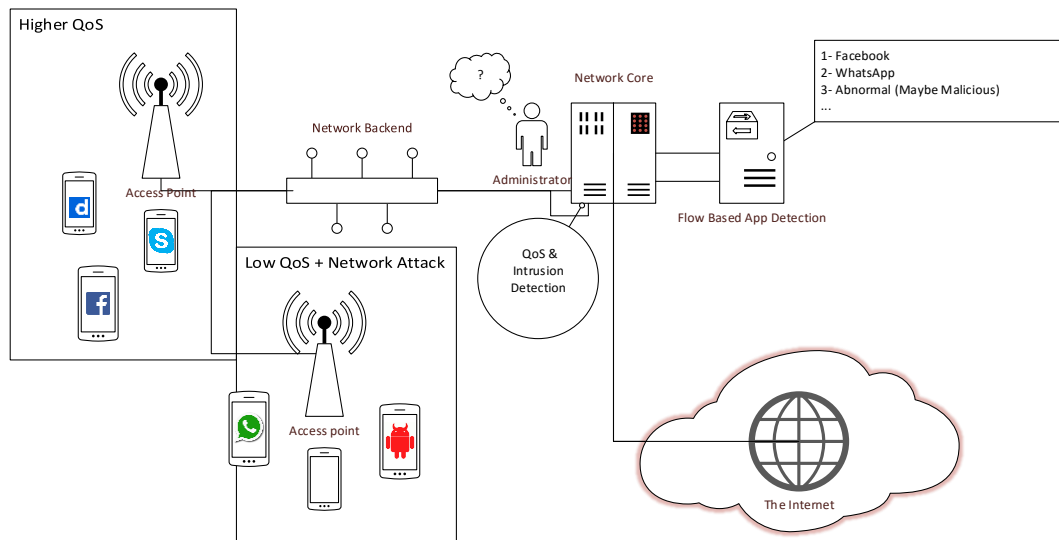 Higher QoS
Access Point
d
S
f
Low QoS + Network Attack
Access point
Network Backend
?
Administrator
Network Core
QoS &
Intrusion
Detection
Flow Based App Detection
1- Facebook
2- WhatsApp
3- Abnormal (Maybe Malicious)
...
The Internet